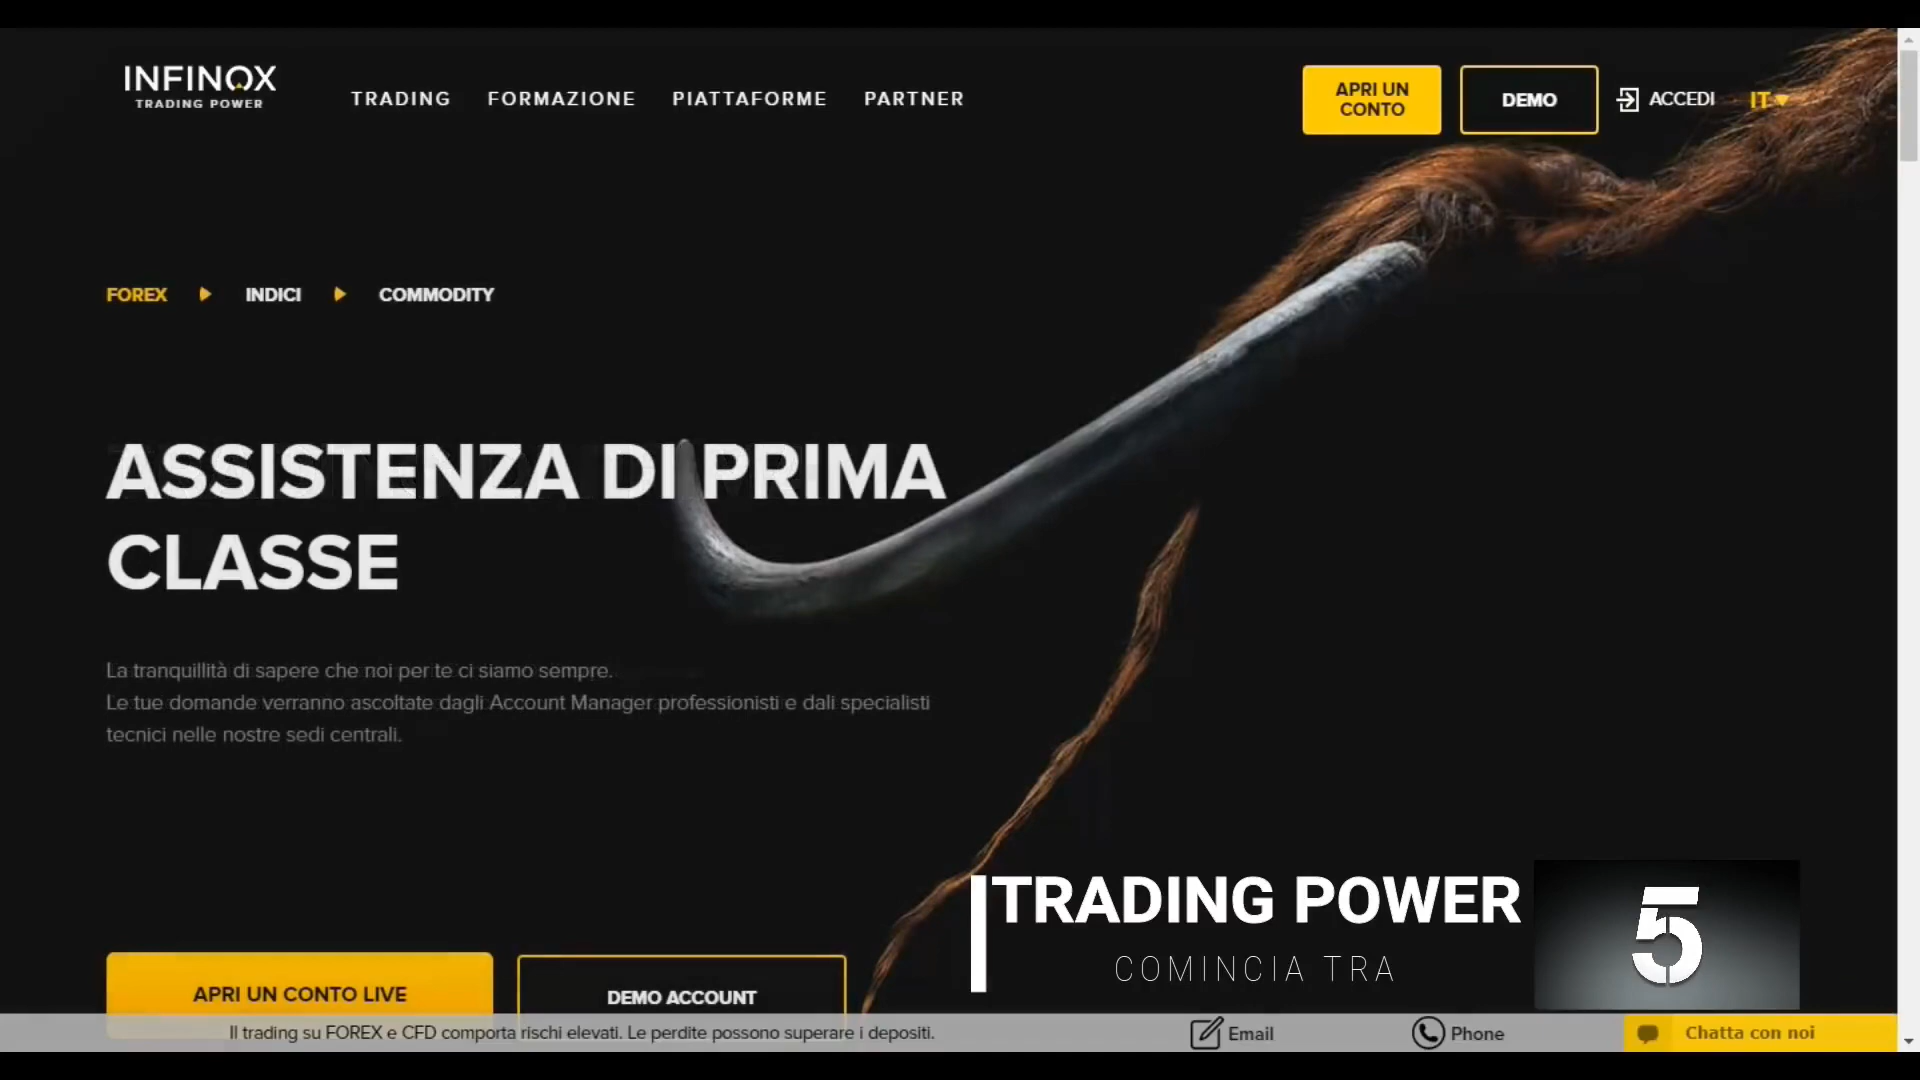 INFINOX
TRADING POWER
TRADING FORMAZIONE PIATTAFORME PARTNER
APRI UN
CONTO
DEMO
ACCEDI
IT
FOREX INDICI COMMODITY
ASSISTENZA DI PRIMA
CLASSE
La tranquillità di sapere che noi per te ci siamo sempre.
Le tue domande verranno ascoltate dagli Account Manager professionisti e dali specialisti
tecnici nelle nostre sedi centrali.
TRADING POWER
COMINCIA TRA
5
APRI UN CONTO LIVE
DEMO ACCOUNT
Il trading su FOREX e CFD comporta rischi elevati. Le perdite possono superare i depositi.
Email
Phone
Chatta con noi